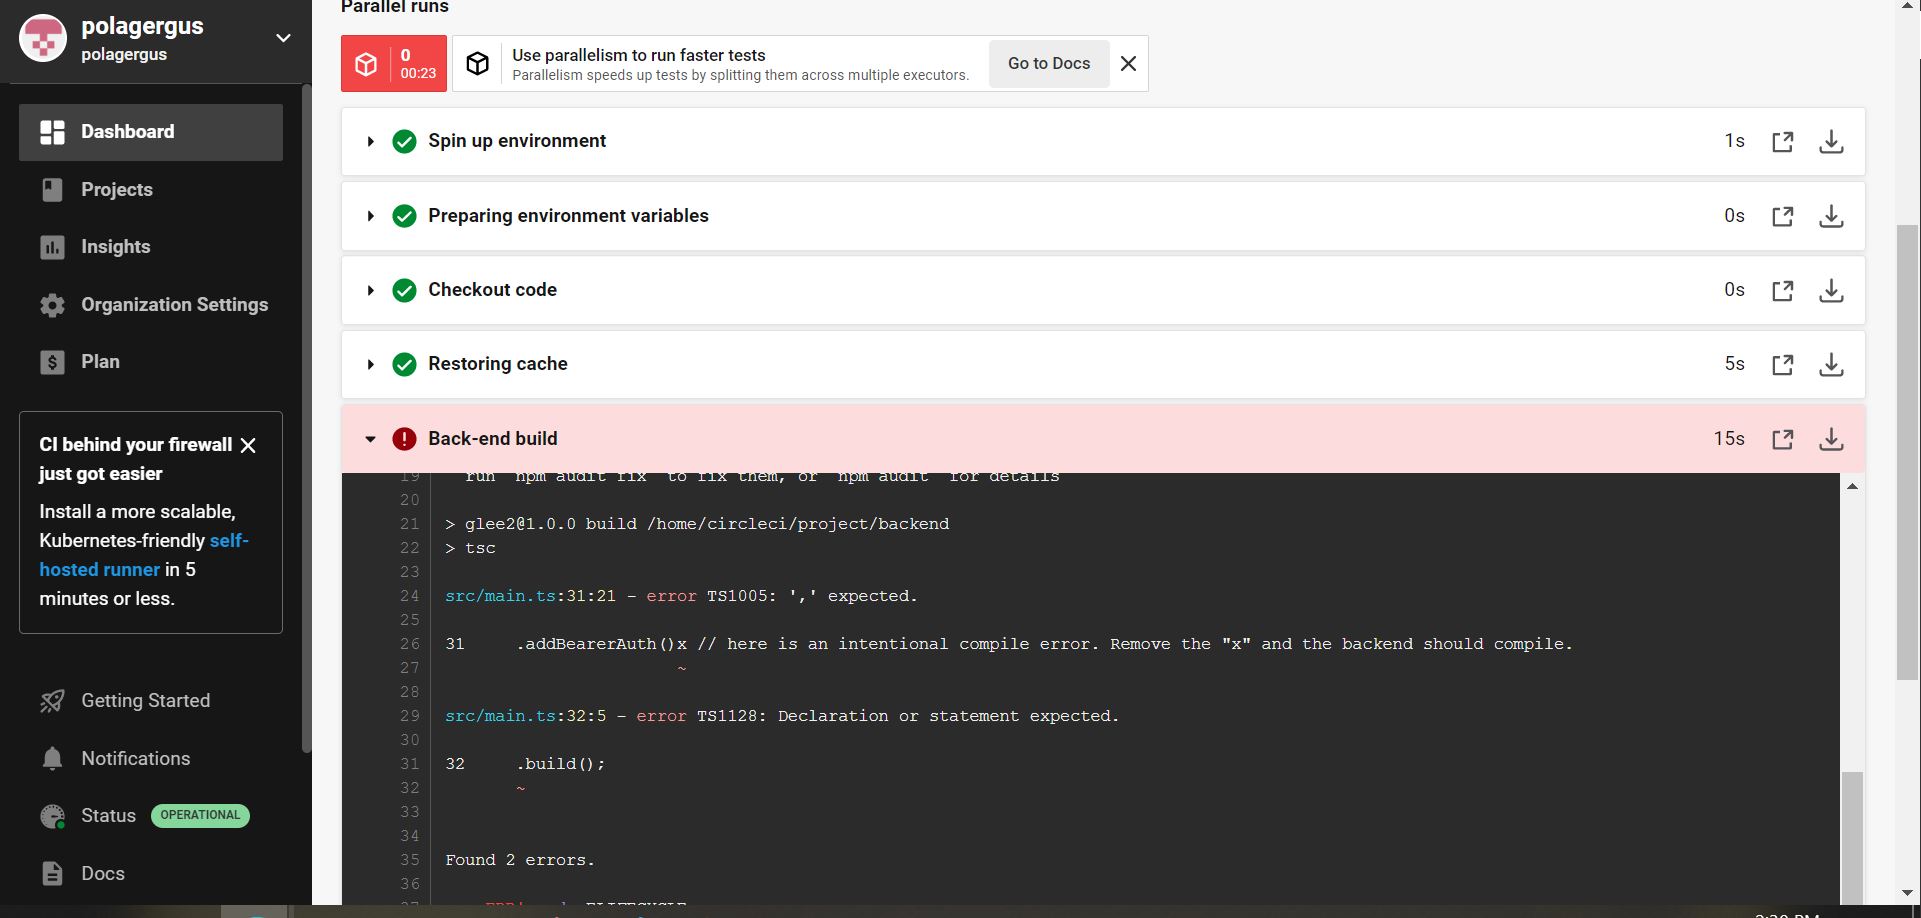 polagergus
polagergus
Dashboard
Projects
Insights
Organization Settings
Plan
CI behind your firewall
just got easier
Install a more scalable,
Kubernetes-friendly self-
hosted runner in 5
minutes or less.
Getting Started
Notifications
Status OPERATIONAL
Docs
Parallel runs
0
00:23
Use parallelism to run faster tests
Parallelism speeds up tests by splitting them across multiple executors.
Go to Docs
Spin up environment 1s
Preparing environment variables 0s
Checkout code 0s
Restoring cache 5s
Back-end build 15s
19 run `npm audit fix` to fix them, or `npm audit` for details
20
21 > glee2@1.0.0 build /home/circleci/project/backend
22 > tsc
23
24 src/main.ts:31:21 - error TS1005: ',' expected.
25
26 31 .addBearerAuth()x // here is an intentional compile error. Remove the "x" and the backend should compile.
27 ~
28
29 src/main.ts:32:5 - error TS1128: Declaration or statement expected.
30
31 32 .build();
32 ~
33
34
35 Found 2 errors.
36
37 ELIFECYCLE